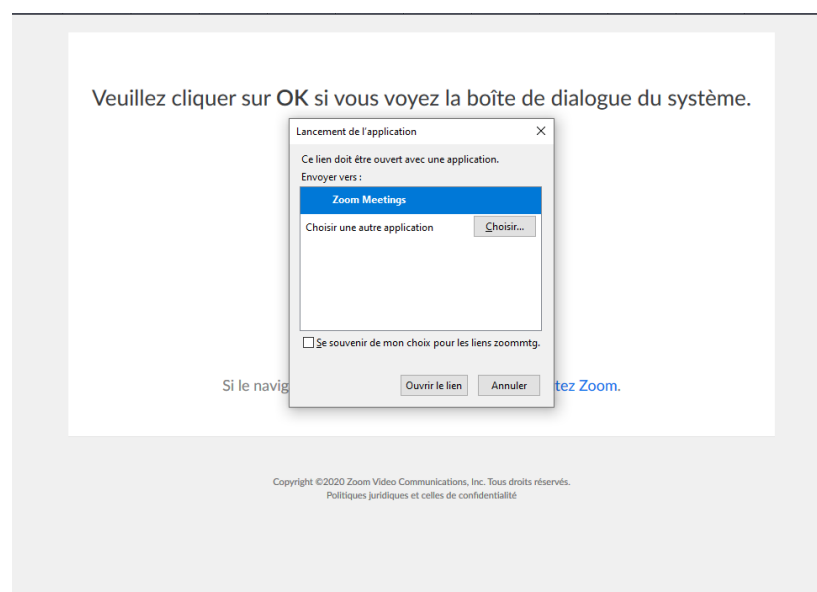 Veuillez cliquer sur OK si vous voyez la boîte de dialogue du système.
Lancement de l'application
Ce lien doit être ouvert avec une application.
Envoyer vers :
Zoom Meetings
Choisir une autre application
Choisir...
Se souvenir de mon choix pour les liens zoommtg.
Ouvrir le lien Annuler
Si le navig tez Zoom.
Copyright ©2020 Zoom Video Communications, Inc. Tous droits réservés.
Politiques juridiques et celles de confidentialité